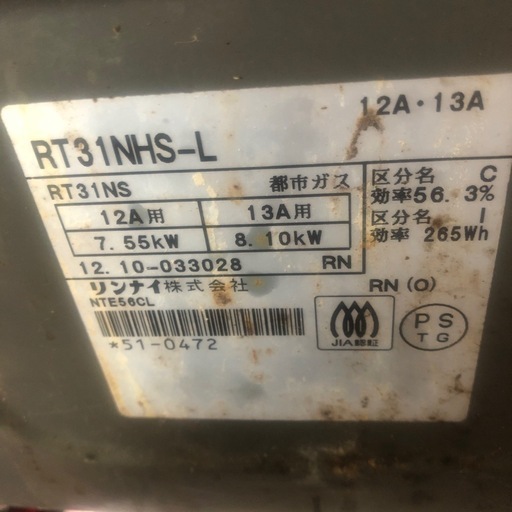 12A・13A
RT31NHS-L
RT31NS 都市ガス
12A用 13A用
7.55kW 8.10kW
12.10-033028 RN
リンナイ株式会社
NTE56CL
*51-0472
区分名 C
効率56.3%
区分名 I
効率 265Wh
RN (O)
JIA
PS
TG